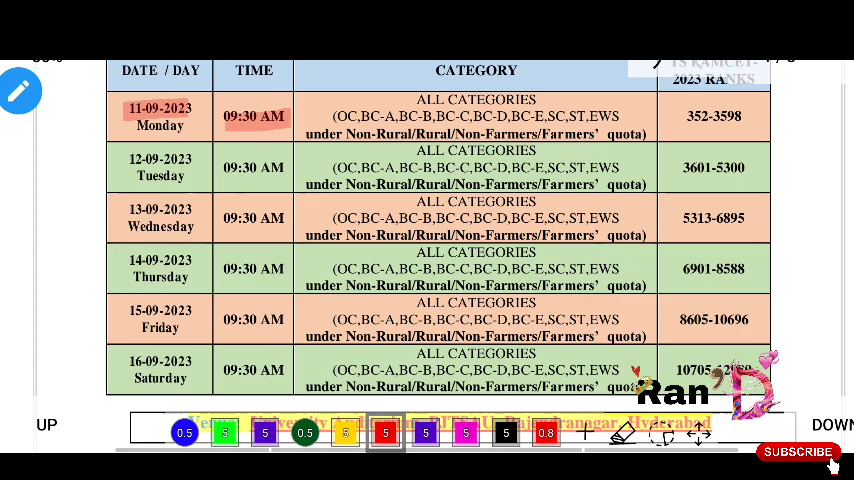 DATE / DAY TIME CATEGORY TS EAMCET-
2023 RANKS
11-09-2023
Monday
09:30 AM
ALL CATEGORIES
(OC,BC-A,BC-B,BC-C,BC-D,BC-E,SC,ST,EWS
under Non-Rural/Rural/Non-Farmers/Farmers' quota)
352-3598
12-09-2023
Tuesday
09:30 AM
ALL CATEGORIES
(OC,BC-A,BC-B,BC-C,BC-D,BC-E,SC,ST,EWS
under Non-Rural/Rural/Non-Farmers/Farmers' quota)
3601-5300
13-09-2023
Wednesday
09:30 AM
ALL CATEGORIES
(OC,BC-A,BC-B,BC-C,BC-D,BC-E,SC,ST,EWS
under Non-Rural/Rural/Non-Farmers/Farmers' quota)
5313-6895
14-09-2023
Thursday
09:30 AM
ALL CATEGORIES
(OC,BC-A,BC-B,BC-C,BC-D,BC-E,SC,ST,EWS
under Non-Rural/Rural/Non-Farmers/Farmers' quota)
6901-8588
15-09-2023
Friday
09:30 AM
ALL CATEGORIES
(OC,BC-A,BC-B,BC-C,BC-D,BC-E,SC,ST,EWS
under Non-Rural/Rural/Non-Farmers/Farmers' quota)
8605-10696
16-09-2023
Saturday
09:30 AM
ALL CATEGORIES
(OC,BC-A,BC-B,BC-C,BC-D,BC-E,SC,ST,EWS
under Non-Rural/Rural/Non-Farmers/Farmers' quota)
Ran'D
UP
Venue: University Auditorium, PJTSAU, Rajendranagar, Hyderabad
DOWN
0.5 5 5 0.5 5 5 5 5 5 0.8
SUBSCRIBE